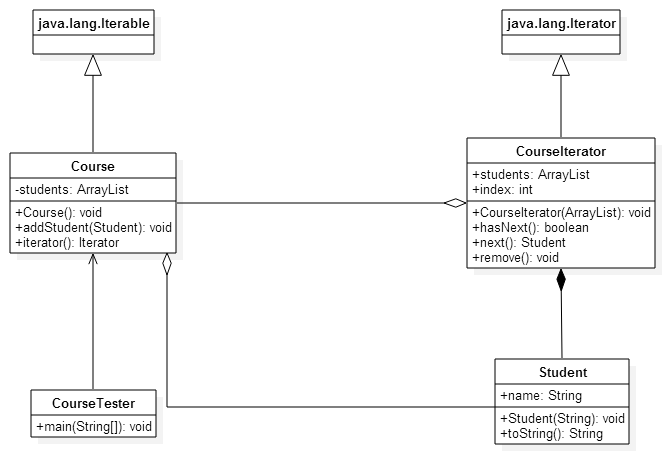 java.lang.Iterable
java.lang.Iterator
Course
-students: ArrayList
+Course(): void
+addStudent(Student): void
+iterator(): Iterator
CourseIterator
+students: ArrayList
+index: int
+CourseIterator(ArrayList): void
+hasNext(): boolean
+next(): Student
+remove(): void
CourseTester
+main(String[]): void
Student
+name: String
+Student(String): void
+toString(): String